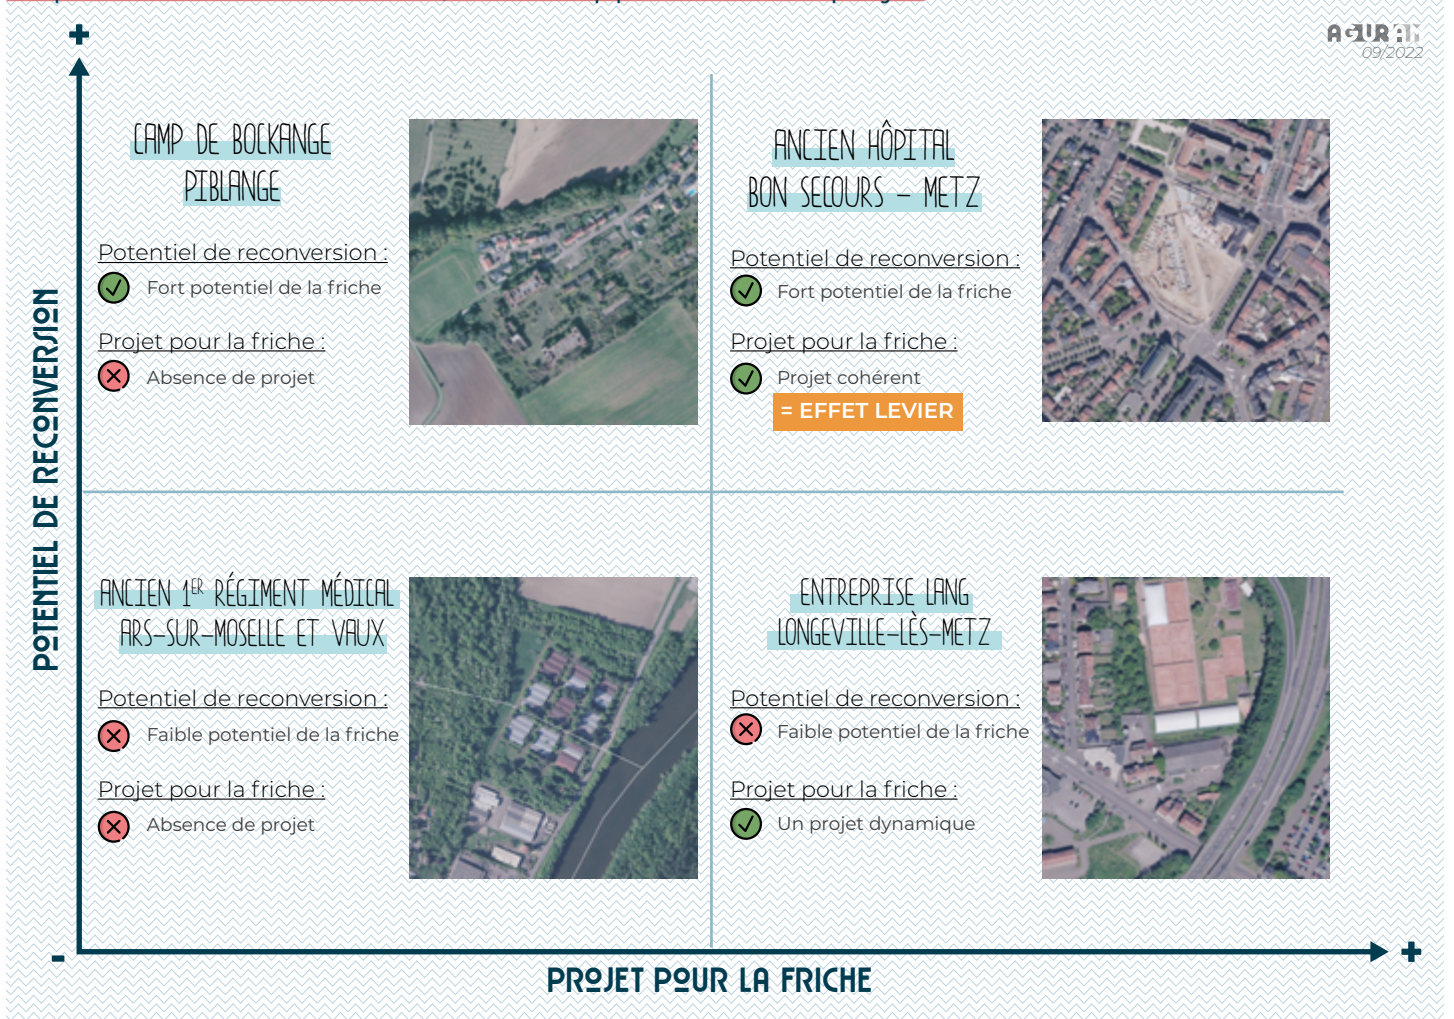 +
AGURAM
09/2022
CAMP DE BOCKANGE
PIBLANGE
Potentiel de reconversion :
Fort potentiel de la friche
Projet pour la friche :
Absence de projet
ANCIEN HÔPITAL
BON SECOURS – METZ
Potentiel de reconversion :
Fort potentiel de la friche
Projet pour la friche :
Projet cohérent
= EFFET LEVIER
POTENTIEL DE RECONVERSION
ANCIEN 1ER RÉGIMENT MÉDICAL
ARS-SUR-MOSELLE ET VAUX
Potentiel de reconversion :
Faible potentiel de la friche
Projet pour la friche :
Absence de projet
ENTREPRISE LANG
LONGEVILLE-LÈS-METZ
Potentiel de reconversion :
Faible potentiel de la friche
Projet pour la friche :
Un projet dynamique
-
+
PROJET POUR LA FRICHE